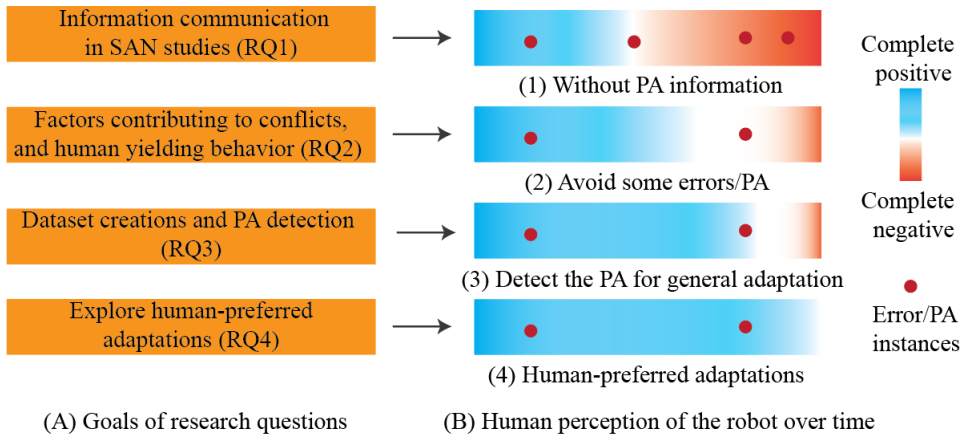 Information communication
in SAN studies (RQ1)
(1) Without PA information
Factors contributing to conflicts,
and human yielding behavior (RQ2)
(2) Avoid some errors/PA
Dataset creations and PA detection
(RQ3)
(3) Detect the PA for general adaptation
Explore human-preferred
adaptations (RQ4)
(4) Human-preferred adaptations
Complete
positive
Complete
negative
Error/PA
instances
(A) Goals of research questions
(B) Human perception of the robot over time